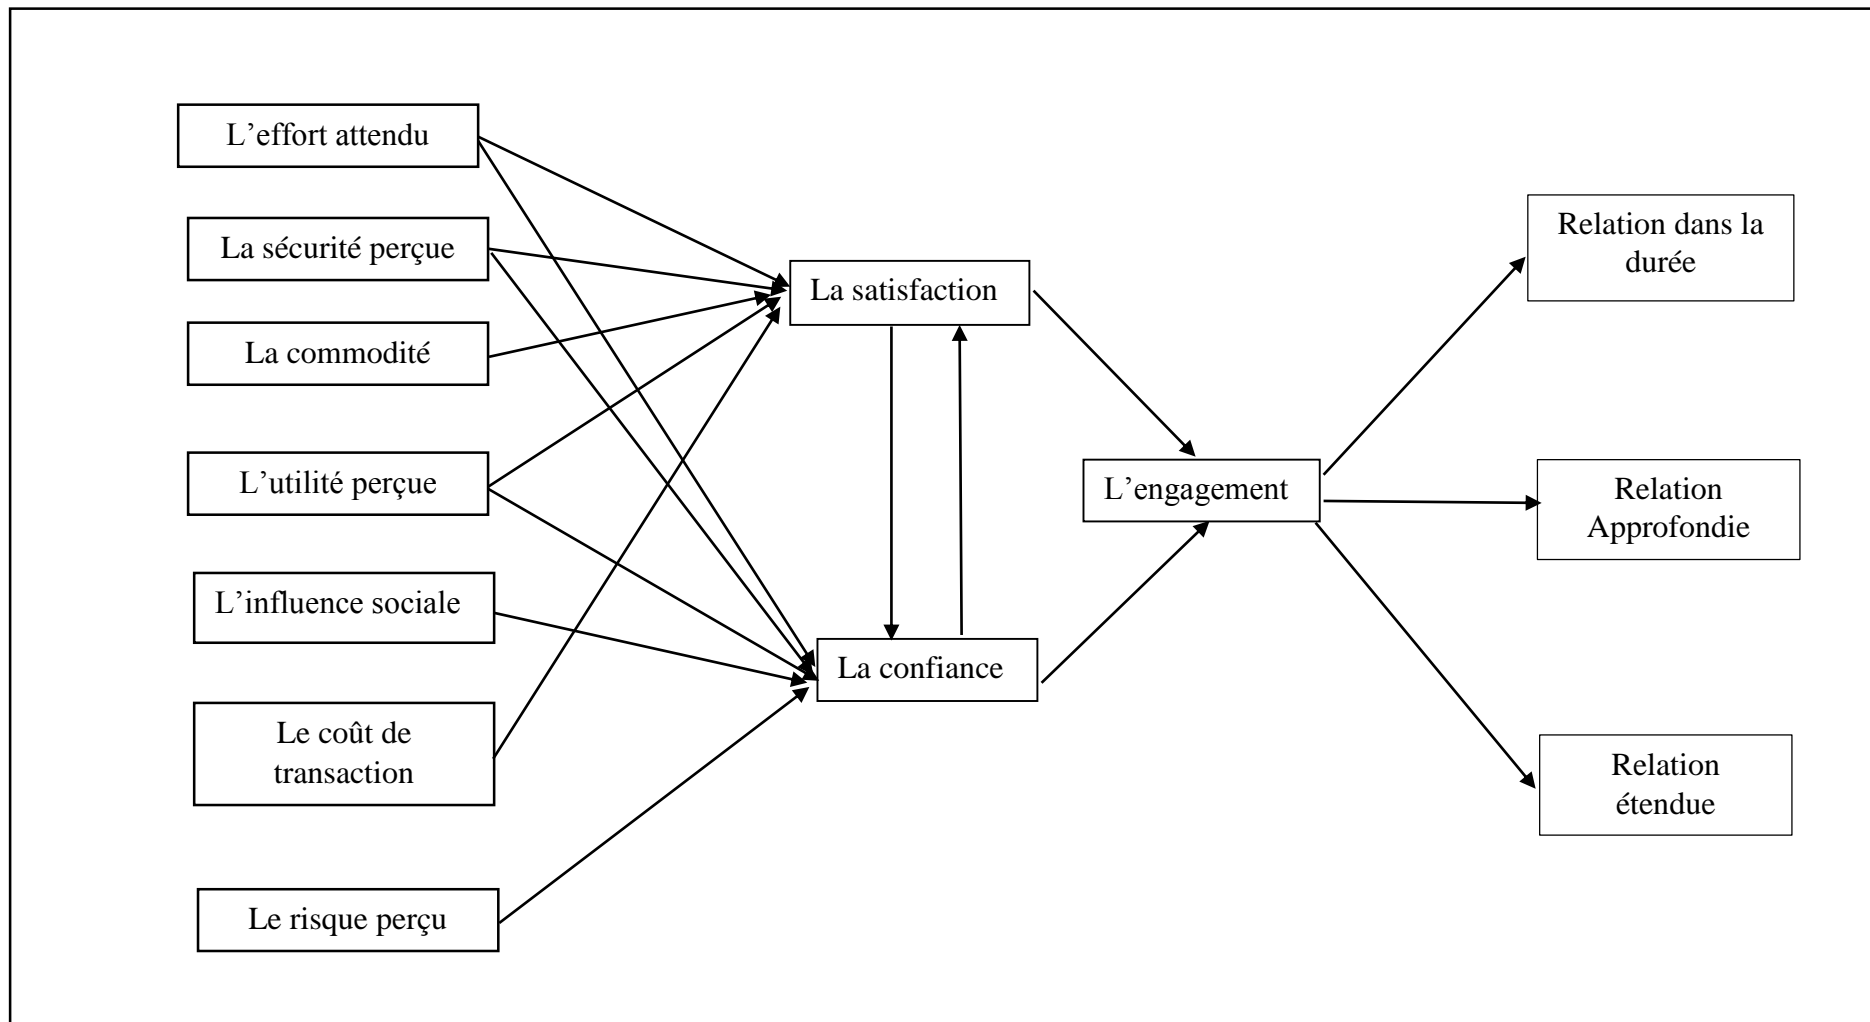 L’effort attendu
La sécurité perçue
La commodité
L’utilité perçue
L’influence sociale
Le coût de
transaction
Le risque perçu
La satisfaction
La confiance
L’engagement
Relation dans la
durée
Relation
Approfondie
Relation
étendue